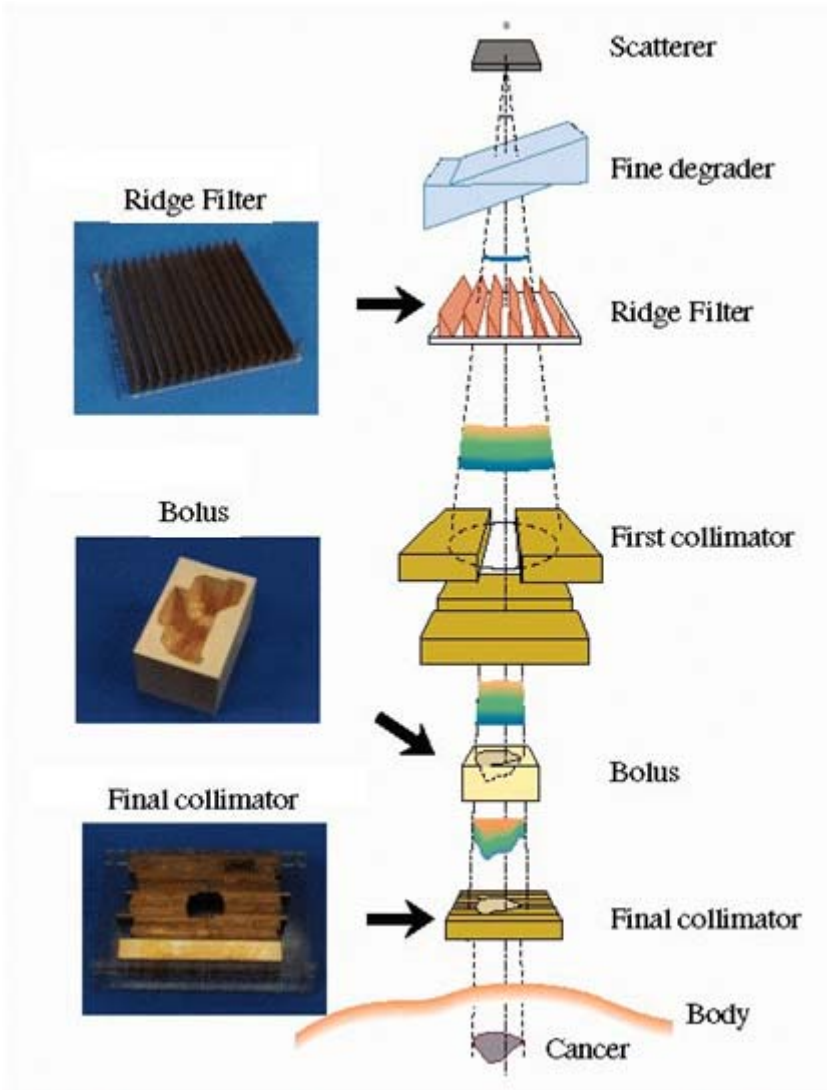 Scatterer
Fine degrader
Ridge Filter
Ridge Filter
Bolus
First collimator
Bolus
Final collimator
Final collimator
Body
Cancer